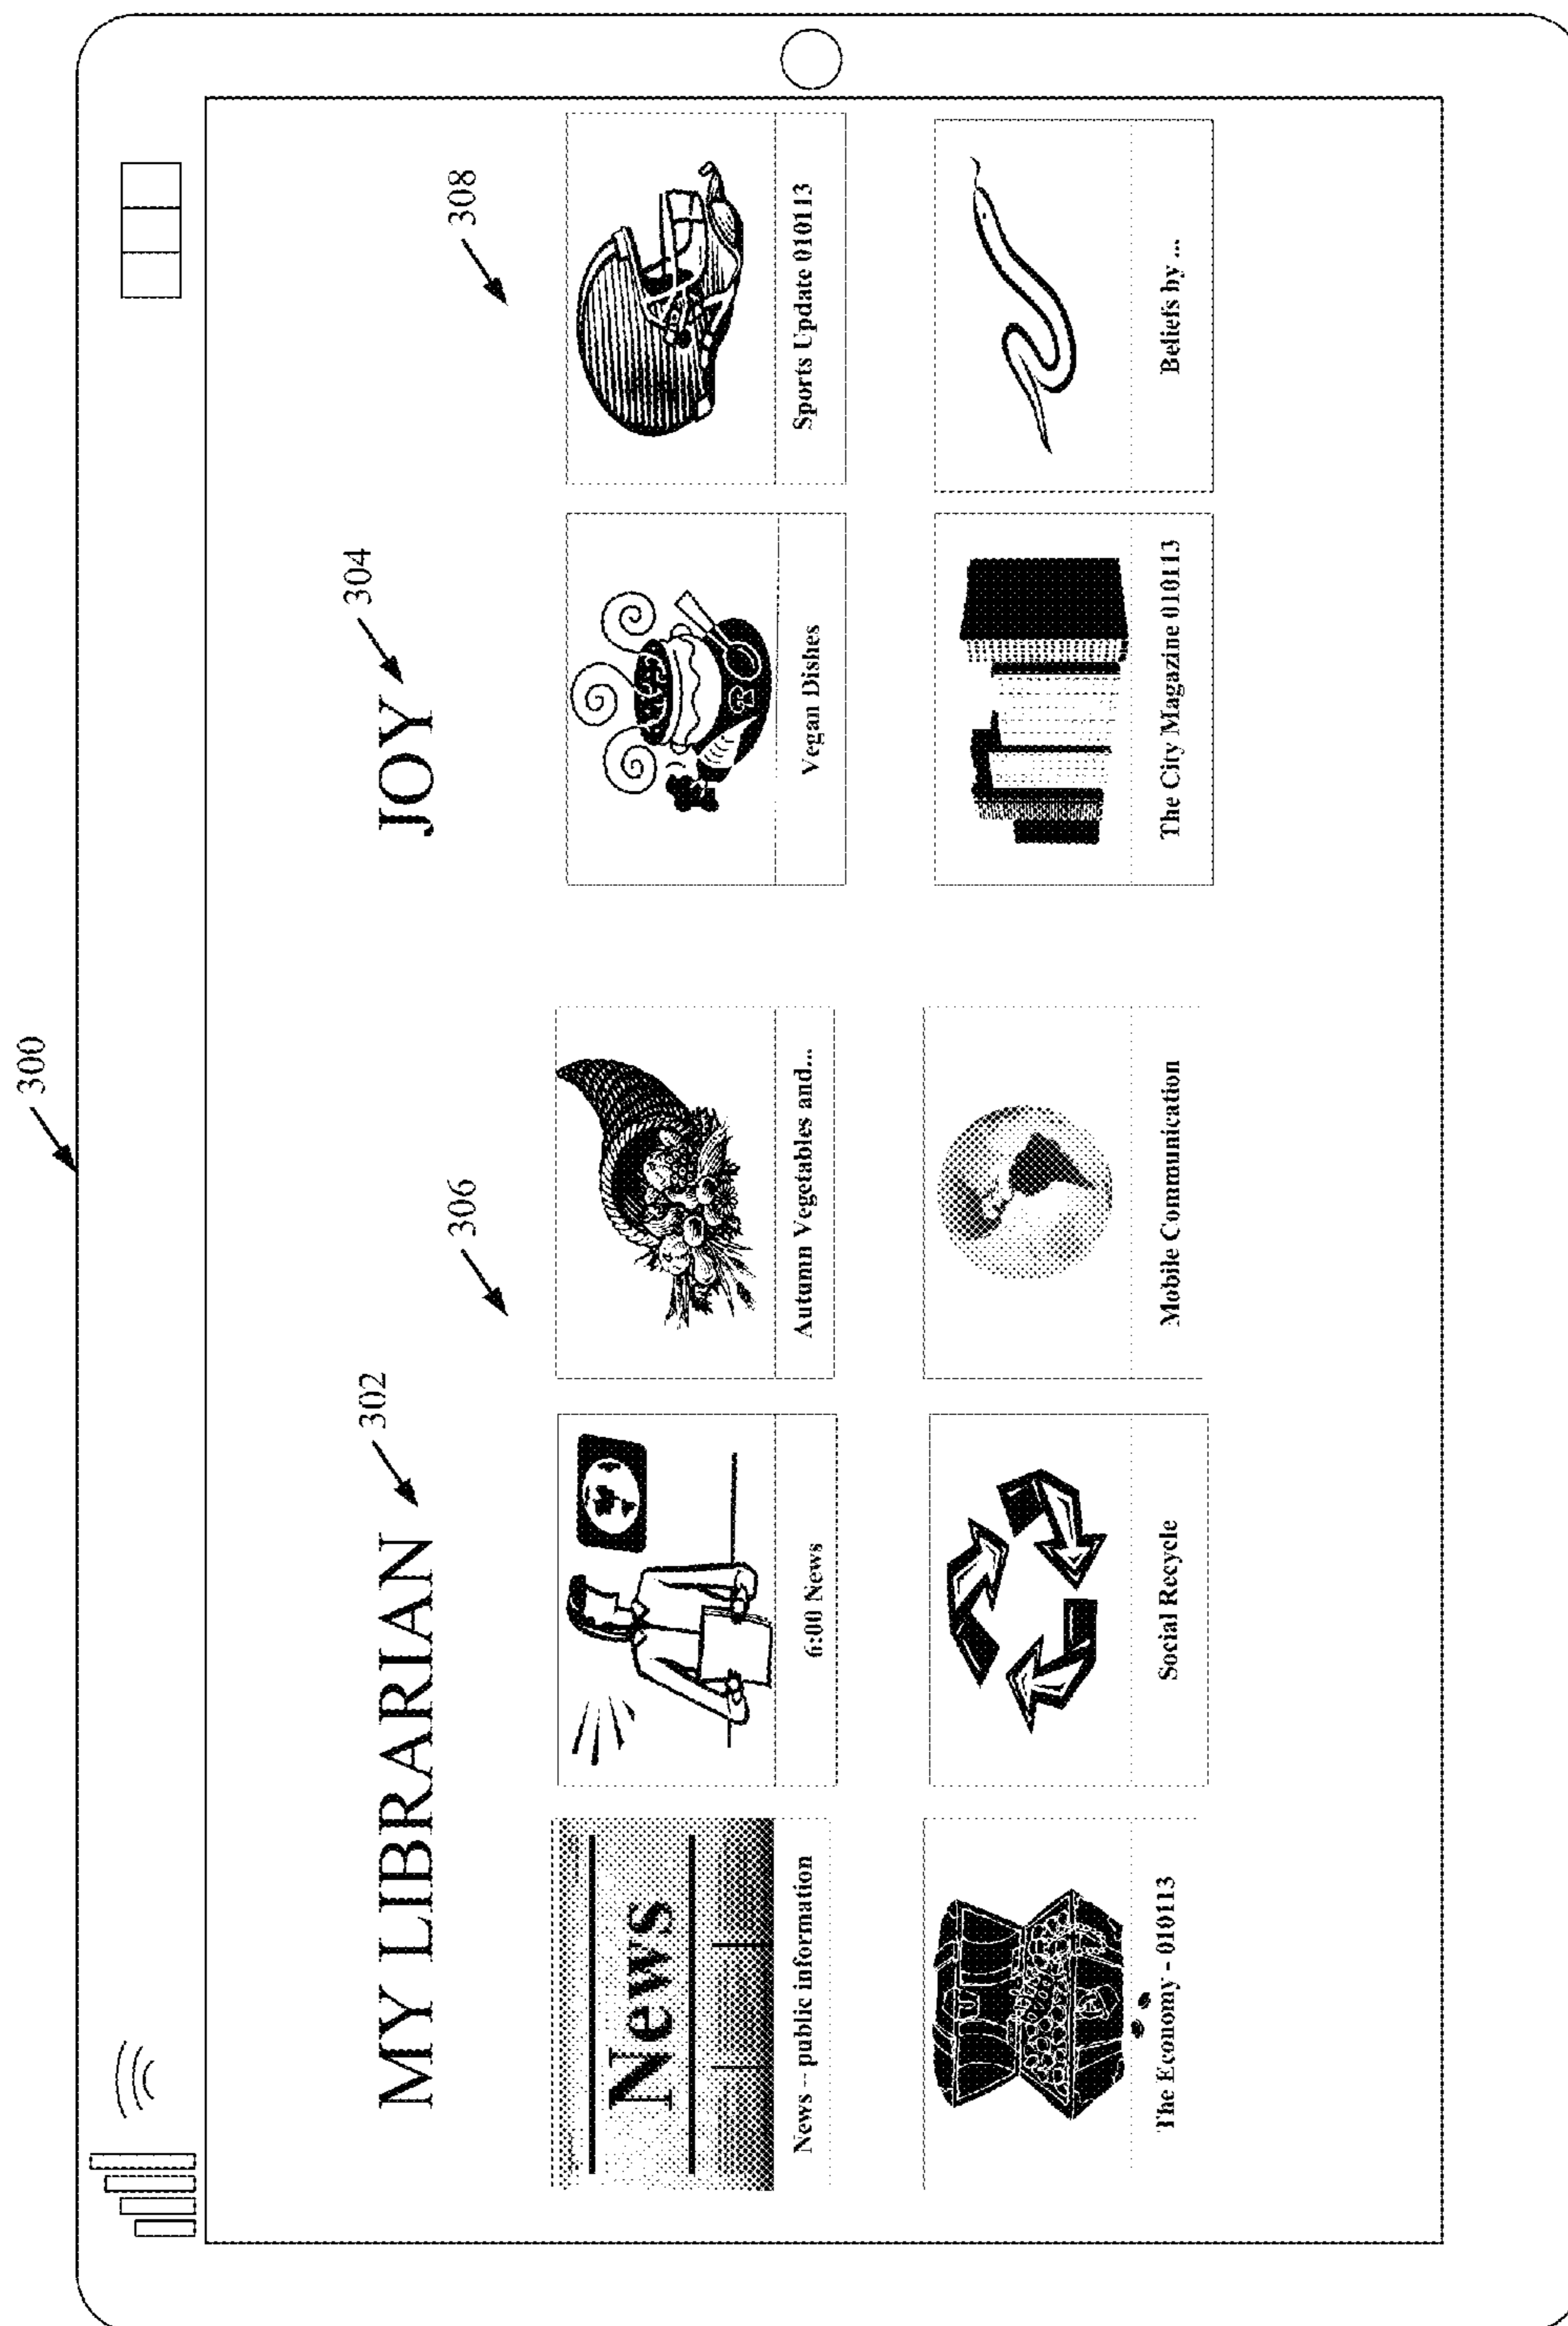 300
MY LIBRARIAN
302
JOY
304
306
308
News
News – public information
6:00 News
Autumn Vegetables and...
Vegan Dishes
Sports Update 010113
The Economy - 010113
Social Recycle
Mobile Communication
The City Magazine 010113
Beliefs by ...